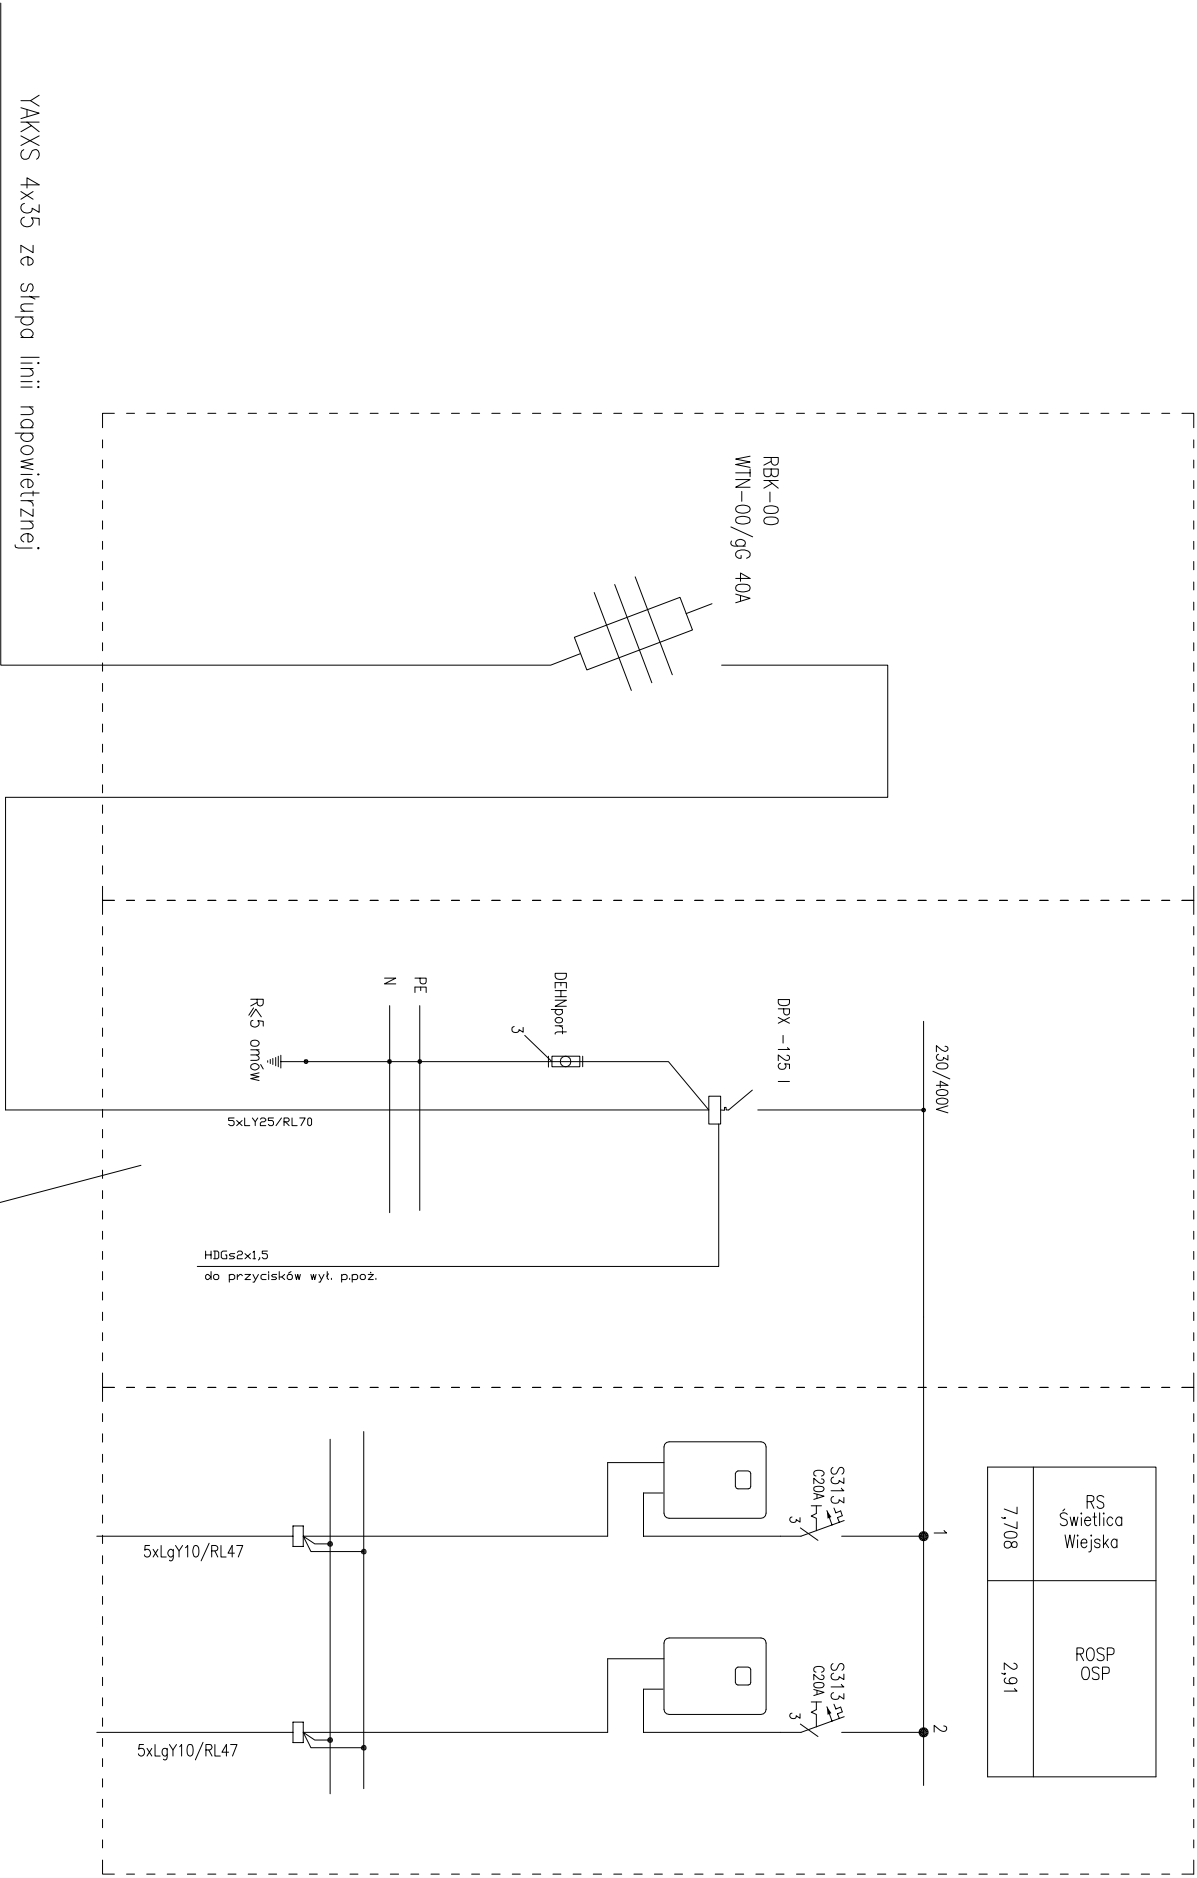 YAKXS 4x35 ze słupa linii napowietrznej
RBK-00
WTN-00/gG 40A
230/400V
DPX -125 I
DEHNport
3
PE
N
R≤5 omów
5xLY25/RL70
HDGs2x1,5
do przycisków wył. p.poż.
RS
Świetlica
Wiejska
ROSP
OSP
7,708
2,91
1
2
S313
C20A
3
S313
C20A
3
5xLgY10/RL47
5xLgY10/RL47